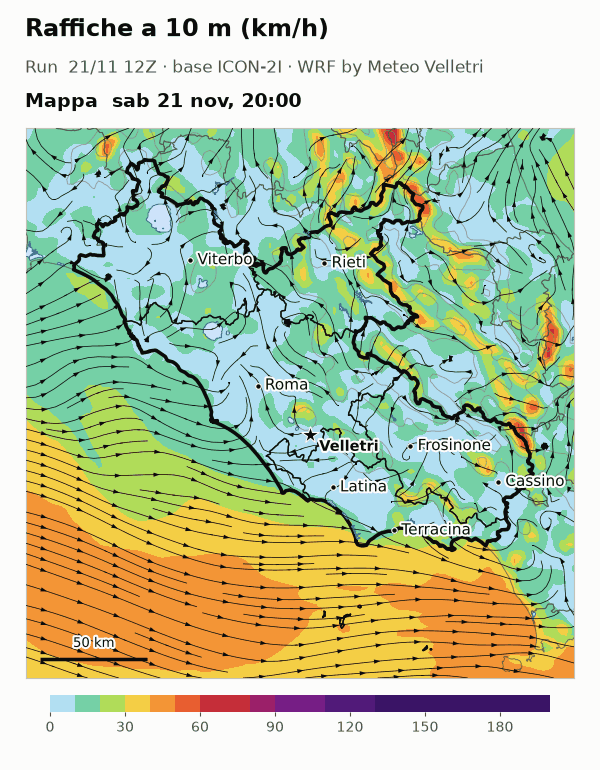 Raffiche a 10 m (km/h)
Run 21/11 12Z · base ICON-2I · WRF by Meteo Velletri
Mappa sab 21 nov, 20:00
Viterbo
Rieti
Roma
Velletri
Frosinone
Cassino
Latina
Terracina
50 km
0 30 60 90 120 150 180